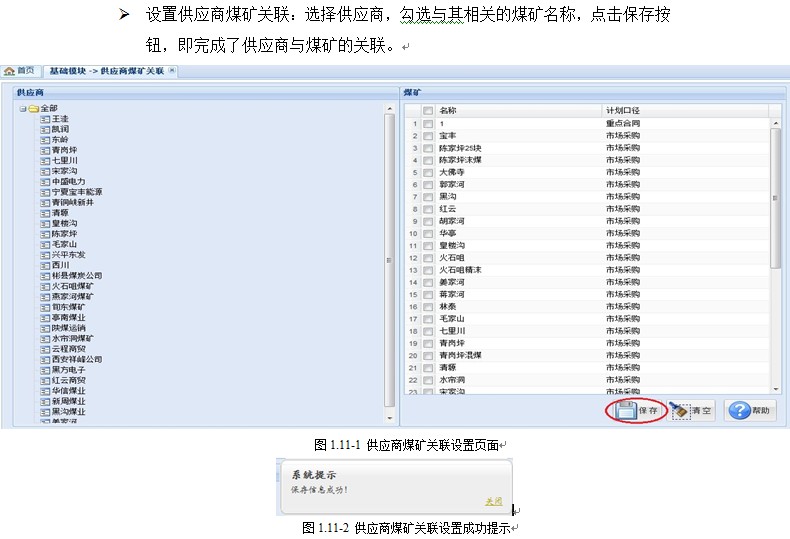 ➢ 设置供应商煤矿关联：选择供应商，勾选与其相关的煤矿名称，点击保存按
钮，即完成了供应商与煤矿的关联。
首页 基础模块 -> 供应商煤矿关联
供应商
全部
王洼
凯润
东岭
青岗坪
七里川
宋家沟
中盛电力
宁夏宝丰能源
青铜峡新井
清源
皇楼沟
陈家坪
毛家山
兴平东发
西川
彬县煤炭公司
火石咀煤矿
燕家河煤矿
旬东煤矿
亭南煤业
陕煤运销
水帘洞煤矿
云程商贸
西安祥峰公司
黑方电子
红云商贸
华信煤业
新周煤业
黑沟煤业
姜家河
煤矿
名称 计划口径
1 1 重点合同
2 宝丰 市场采购
3 陈家坪25块 市场采购
4 陈家坪沫煤 市场采购
5 大佛寺 市场采购
6 郭家河 市场采购
7 黑沟 市场采购
8 红云 市场采购
9 胡家河 市场采购
10 华亭 市场采购
11 皇楼沟 市场采购
12 火石咀 市场采购
13 火石咀精沫 市场采购
14 姜家河 市场采购
15 蒋家河 市场采购
16 林泰 市场采购
17 毛家山 市场采购
18 七里川 市场采购
19 青岗坪 市场采购
20 青岗坪混煤 市场采购
21 清源 市场采购
22 水帘洞 市场采购
23 宋家沟 市场采购
保存 清空 帮助
图 1.11-1 供应商煤矿关联设置页面
系统提示
保存信息成功!
关闭
图 1.11-2 供应商煤矿关联设置成功提示